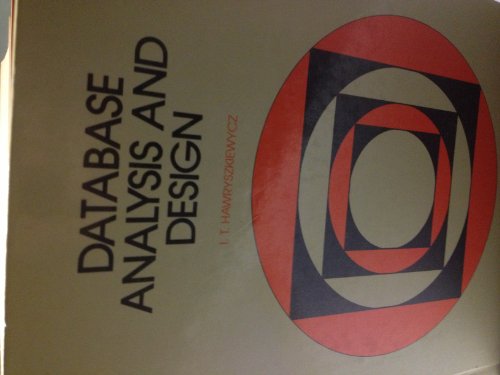 DATABASE
ANALYSIS AND
DESIGN
I. T. HAWRYSZKIEWYCZ